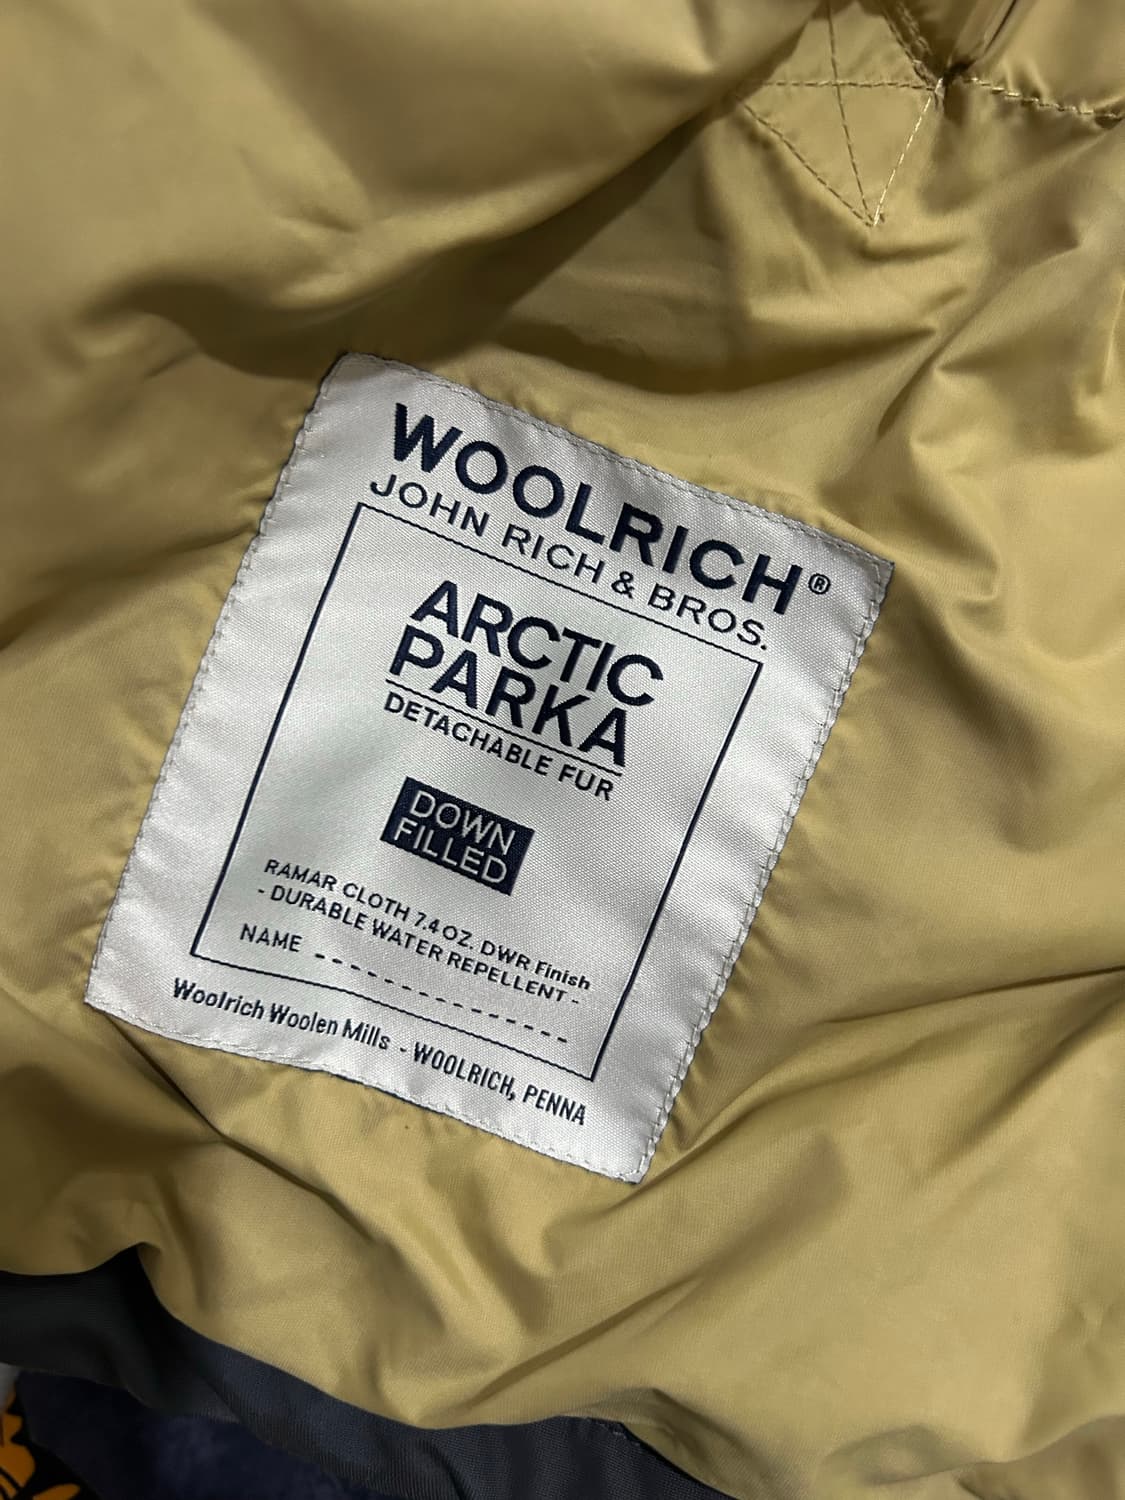 WOOLRICH®
JOHN RICH & BROS.
ARCTIC
PARKA
DETACHABLE FUR
DOWN
FILLED
RAMAR CLOTH 7.4 OZ. DWR Finish
- DURABLE WATER REPELLENT -
NAME
Woolrich Woolen Mills - WOOLRICH, PENNA